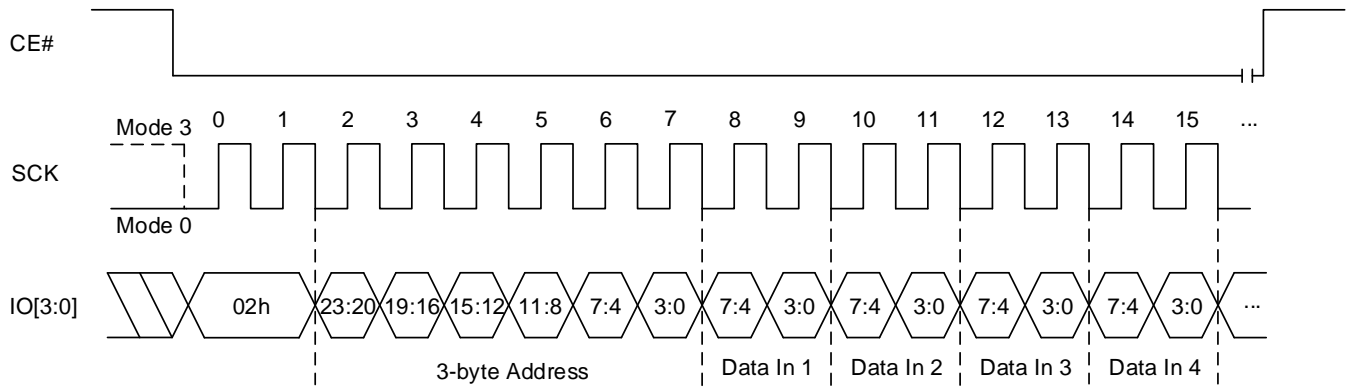 CE#
Mode 3 0 1 2 3 4 5 6 7 8 9 10 11 12 13 14 15 ...
SCK
Mode 0
IO[3:0] 02h 23:20 19:16 15:12 11:8 7:4 3:0 7:4 3:0 7:4 3:0 7:4 3:0 7:4 3:0 ...
3-byte Address Data In 1 Data In 2 Data In 3 Data In 4